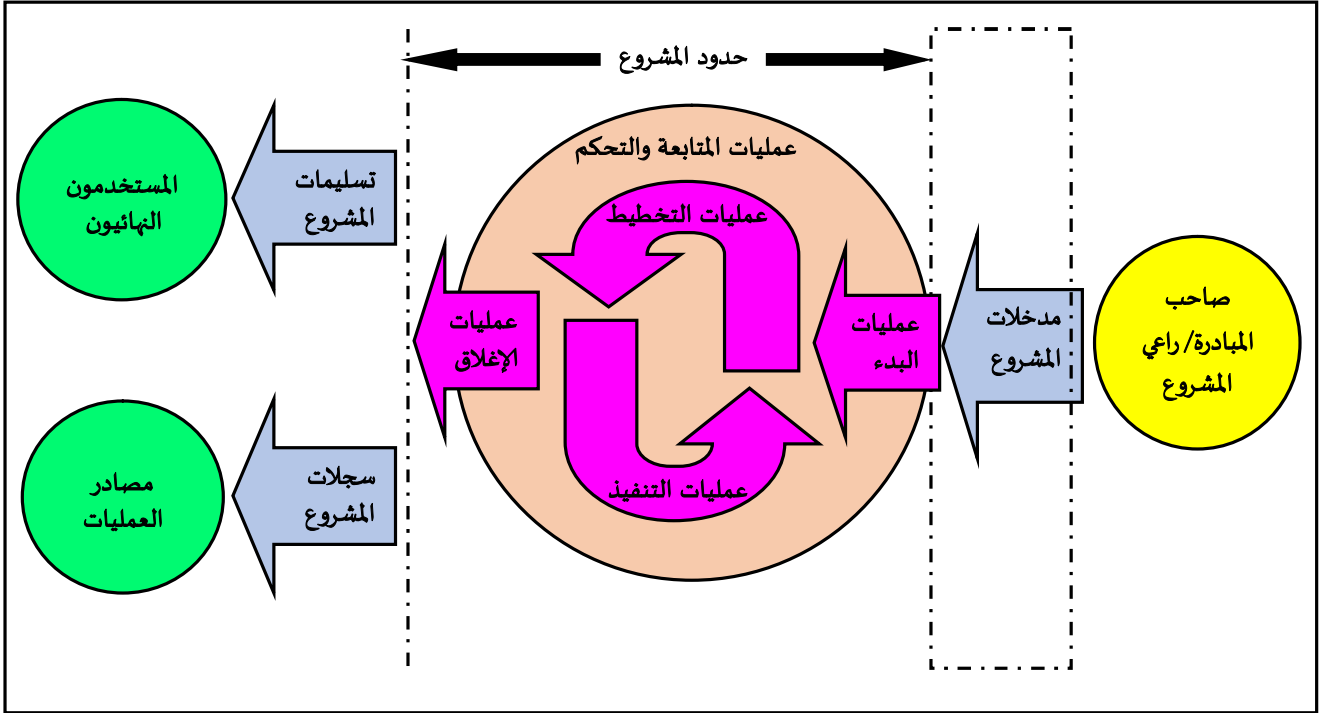 حدود المشروع
عمليات المتابعة والتحكم
عمليات التخطيط
صاحب
المبادرة/ راعي
المشروع
مدخلات
المشروع
عمليات
البدء
عمليات التنفيذ
عمليات
الإغلاق
تسليمات
المشروع
المستخدمون
النهائيون
سجلات
المشروع
مصادر
العمليات